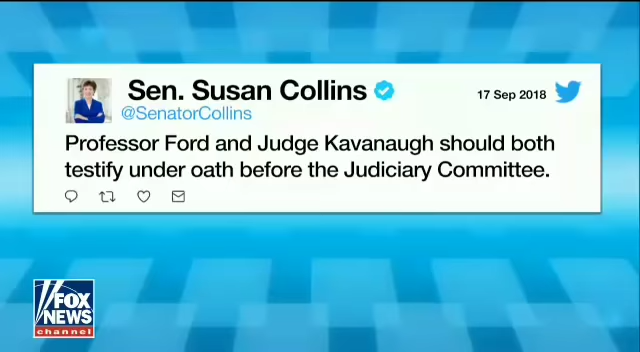 Sen. Susan Collins
17 Sep 2018
@SenatorCollins
Professor Ford and Judge Kavanaugh should both
testify under oath before the Judiciary Committee.
FOX
NEWS
channel